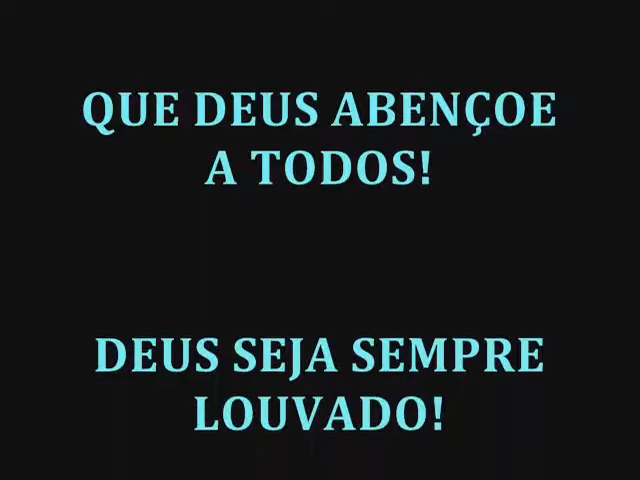 QUE DEUS ABENÇOE
A TODOS!
DEUS SEJA SEMPRE
LOUVADO!